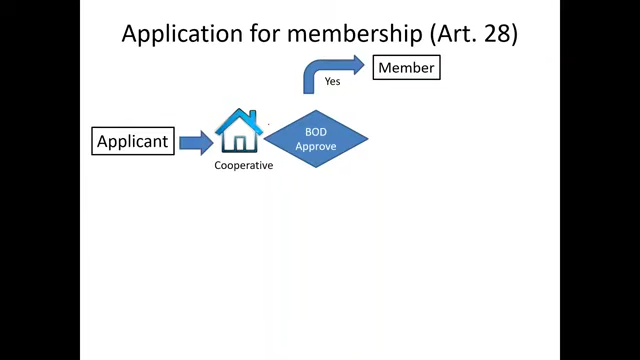 Application for membership (Art. 28)
Member
Yes
BOD
Approve
Applicant
Cooperative